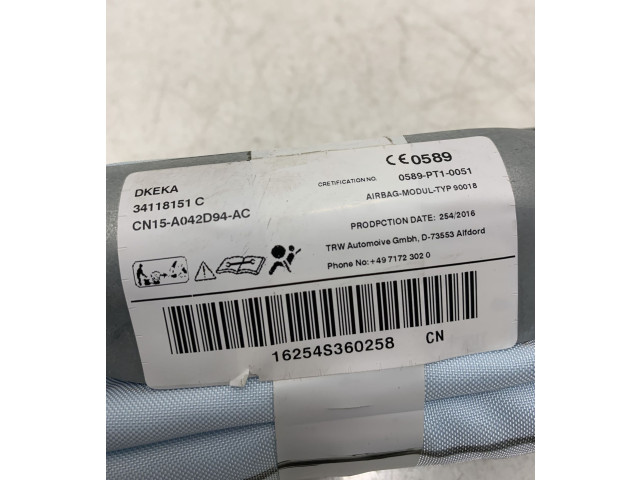 DKEKA
34118151 C
CN15-A042D94-AC
CE0589
CRETIFICATION NO. 0589-PT1-0051
AIRBAG-MODUL-TYP 90018
PRODPCTION DATE: 254/2016
TRW Automoive Gmbh, D-73553 Alfdord
Phone No: +49 7172 302 0
16254S360258 CN